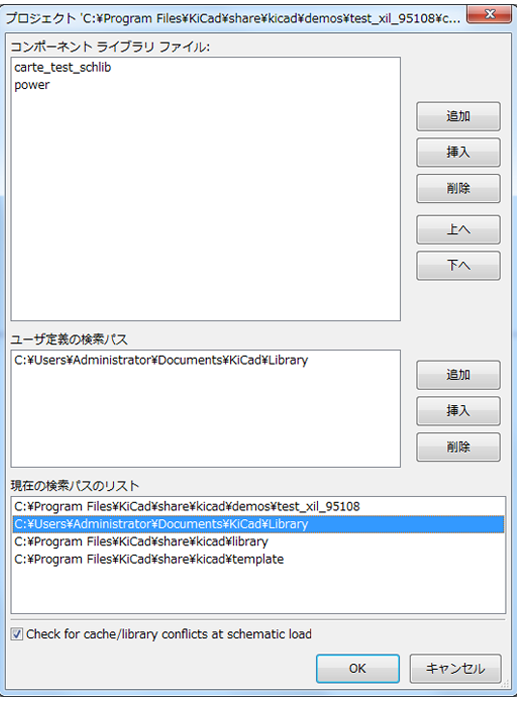 プロジェクト 'C:¥Program Files¥KiCad¥share¥kicad¥demos¥test_xil_95108¥c...
コンポーネント ライブラリ ファイル:
carte_test_schlib
power
追加
挿入
削除
上へ
下へ
ユーザ定義の検索パス
C:¥Users¥Administrator¥Documents¥KiCad¥Library
追加
挿入
削除
現在の検索パスのリスト
C:¥Program Files¥KiCad¥share¥kicad¥demos¥test_xil_95108
C:¥Users¥Administrator¥Documents¥KiCad¥Library
C:¥Program Files¥KiCad¥share¥kicad¥library
C:¥Program Files¥KiCad¥share¥kicad¥template
Check for cache/library conflicts at schematic load
OK
キャンセル